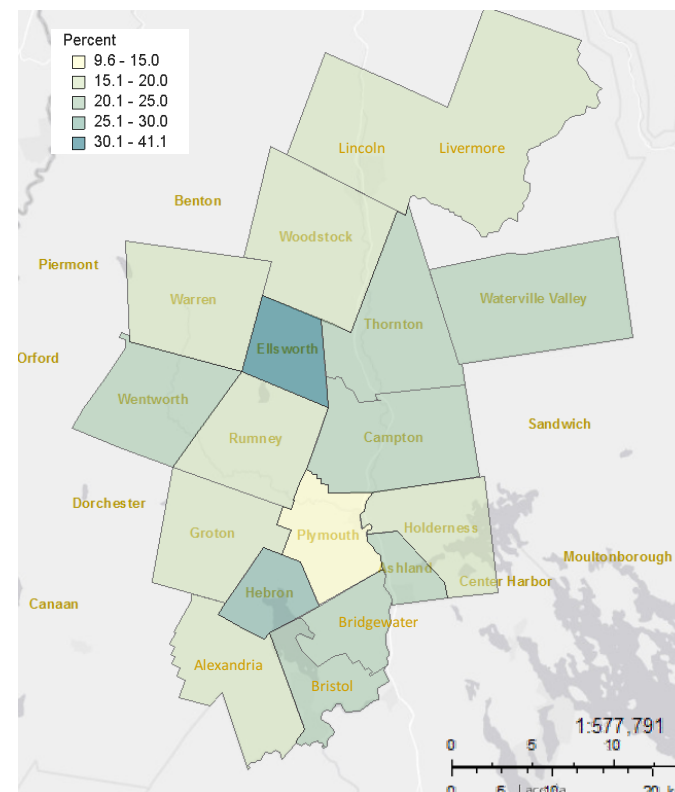 Percent
9.6 - 15.0
15.1 - 20.0
20.1 - 25.0
25.1 - 30.0
30.1 - 41.1
Lincoln
Livermore
Benton
Woodstock
Piermont
Warren
Waterville Valley
Thornton
Ellsworth
Orford
Wentworth
Sandwich
Rumney
Campton
Dorchester
Groton
Plymouth
Holderness
Moultonborough
Ashland
Center Harbor
Hebron
Canaan
Bridgewater
Alexandria
Bristol
1:577,791
0 5 10
0 5 10 20